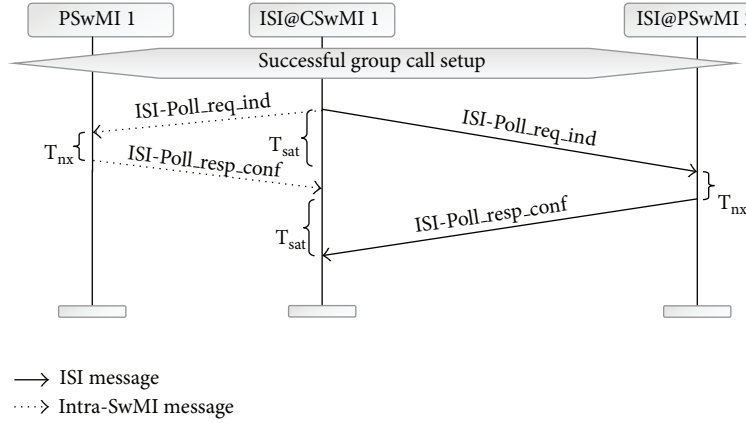 PSwMI 1
ISI@CSwMI 1
ISI@PSwMI
Successful group call setup
ISI-Poll_req_ind
ISI-Poll_req_ind
T_nx
T_sat
ISI-Poll_resp_conf
T_nx
ISI-Poll_resp_conf
T_sat
ISI message
Intra-SwMI message